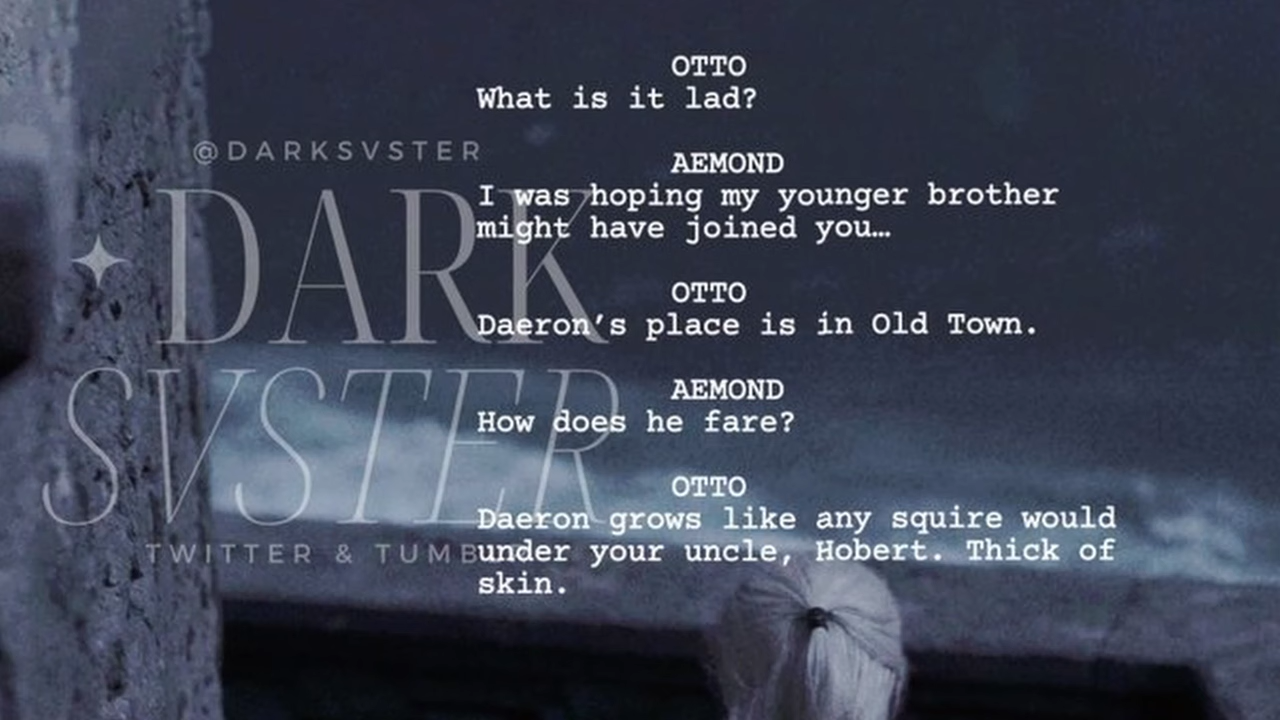 OTTO
What is it lad?
@DARKSVSTER
AEMOND
I was hoping my younger brother
might have joined you…
DARK
OTTO
Daeron’s place is in Old Town.
SVSTER
AEMOND
How does he fare?
OTTO
Daeron grows like any squire would
under your uncle, Hobert. Thick of
skin.
TWITTER & TUMB